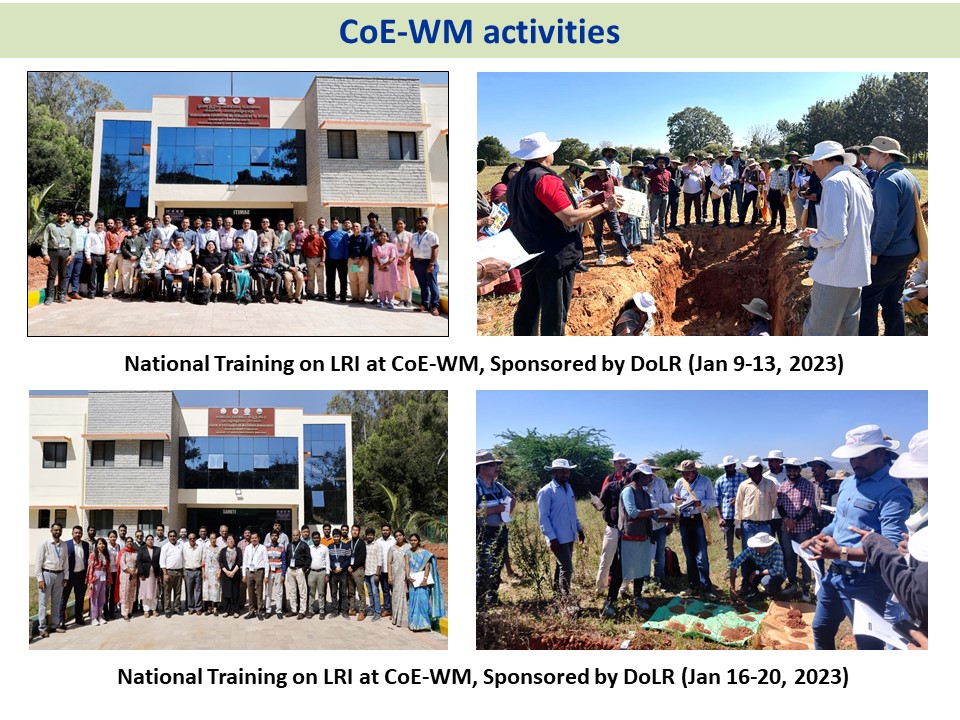 CoE-WM activities
National Training on LRI at CoE-WM, Sponsored by DoLR (Jan 9-13, 2023)
National Training on LRI at CoE-WM, Sponsored by DoLR (Jan 16-20, 2023)